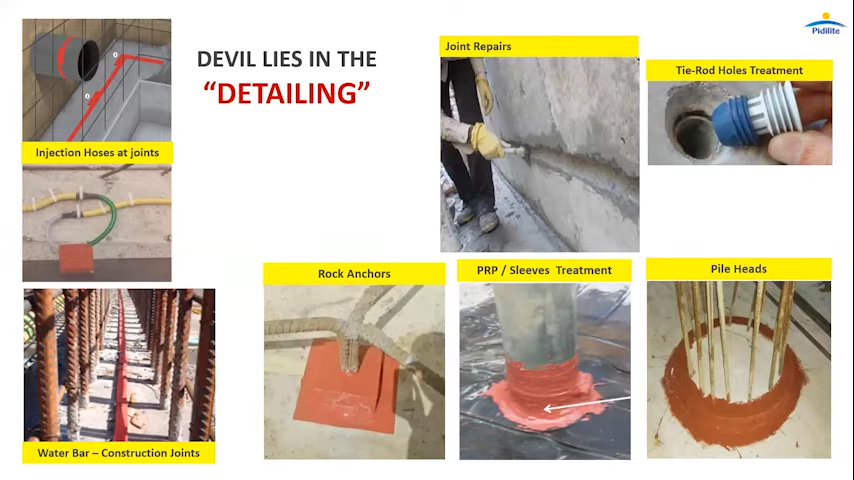 Pidilite
DEVIL LIES IN THE
“DETAILING”
Joint Repairs
Tie-Rod Holes Treatment
Injection Hoses at joints
Rock Anchors
PRP / Sleeves Treatment
Pile Heads
Water Bar – Construction Joints